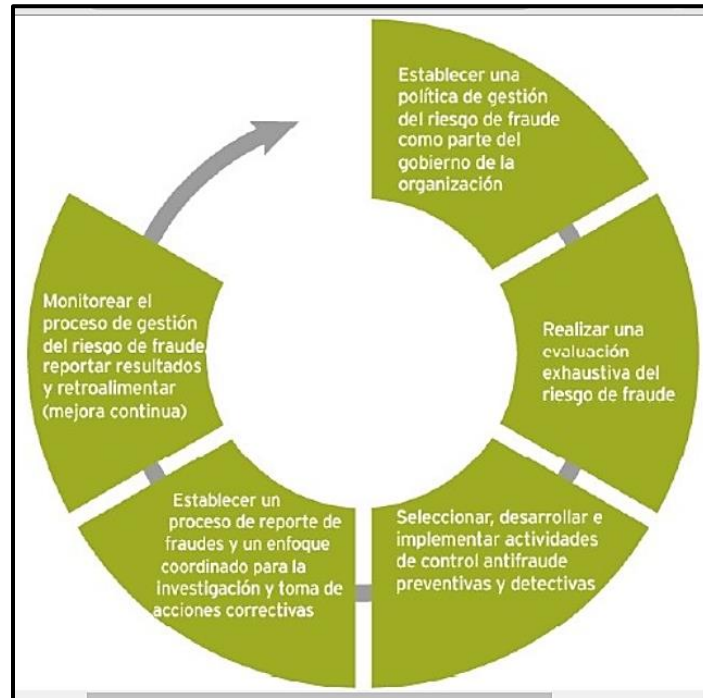 Establecer una
política de gestión
del riesgo de fraude
como parte del
gobierno de la
organización
Realizar una
evaluación
exhaustiva del
riesgo de fraude
Seleccionar, desarrollar e
implementar actividades
de control antifraude
preventivas y detectivas
Establecer un
proceso de reporte de
fraudes y un enfoque
coordinado para la
investigación y toma de
acciones correctivas
Monitorear el
proceso de gestión
del riesgo de fraude,
reportar resultados
y retroalimentar
(mejora continua)